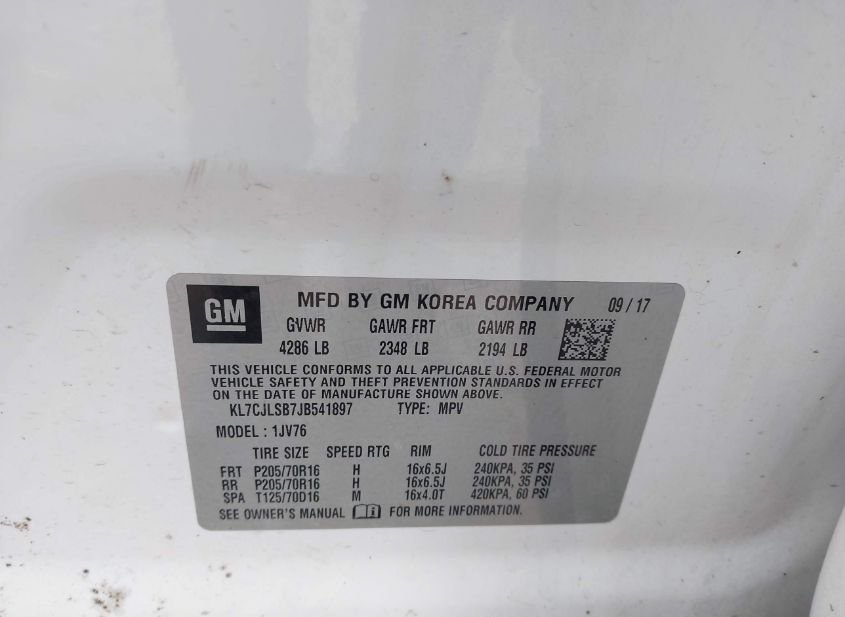 GM MFD BY GM KOREA COMPANY 09 / 17
GVWR GAWR FRT GAWR RR
4286 LB 2348 LB 2194 LB
THIS VEHICLE CONFORMS TO ALL APPLICABLE U.S. FEDERAL MOTOR
VEHICLE SAFETY AND THEFT PREVENTION STANDARDS IN EFFECT
ON THE DATE OF MANUFACTURE SHOWN ABOVE.
KL7CJLSB7JB541897 TYPE: MPV
MODEL : 1JV76
TIRE SIZE SPEED RTG RIM COLD TIRE PRESSURE
FRT P205/70R16 H 16x6.5J 240KPA, 35 PSI
RR P205/70R16 H 16x6.5J 240KPA, 35 PSI
SPA T125/70D16 M 16x4.0T 420KPA, 60 PSI
SEE OWNER'S MANUAL FOR MORE INFORMATION.